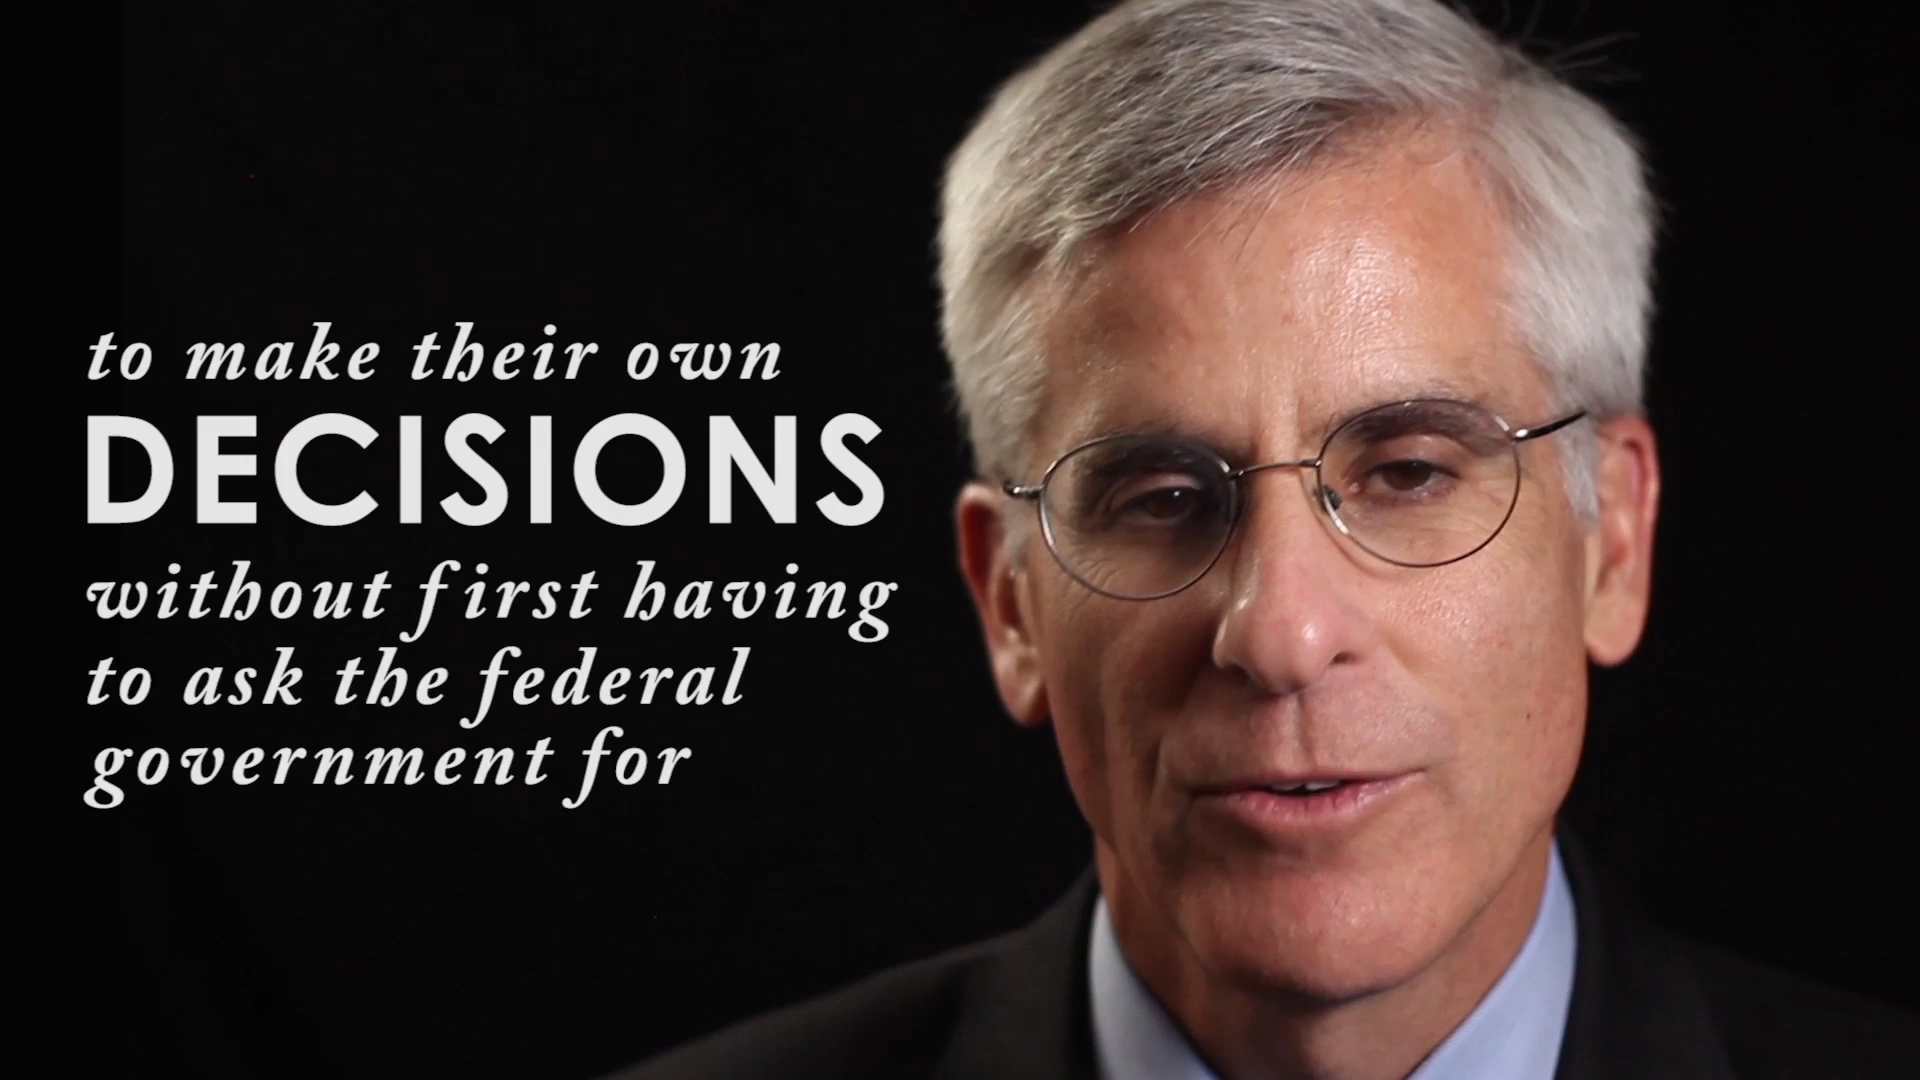 to make their own
DECISIONS
without first having
to ask the federal
government for